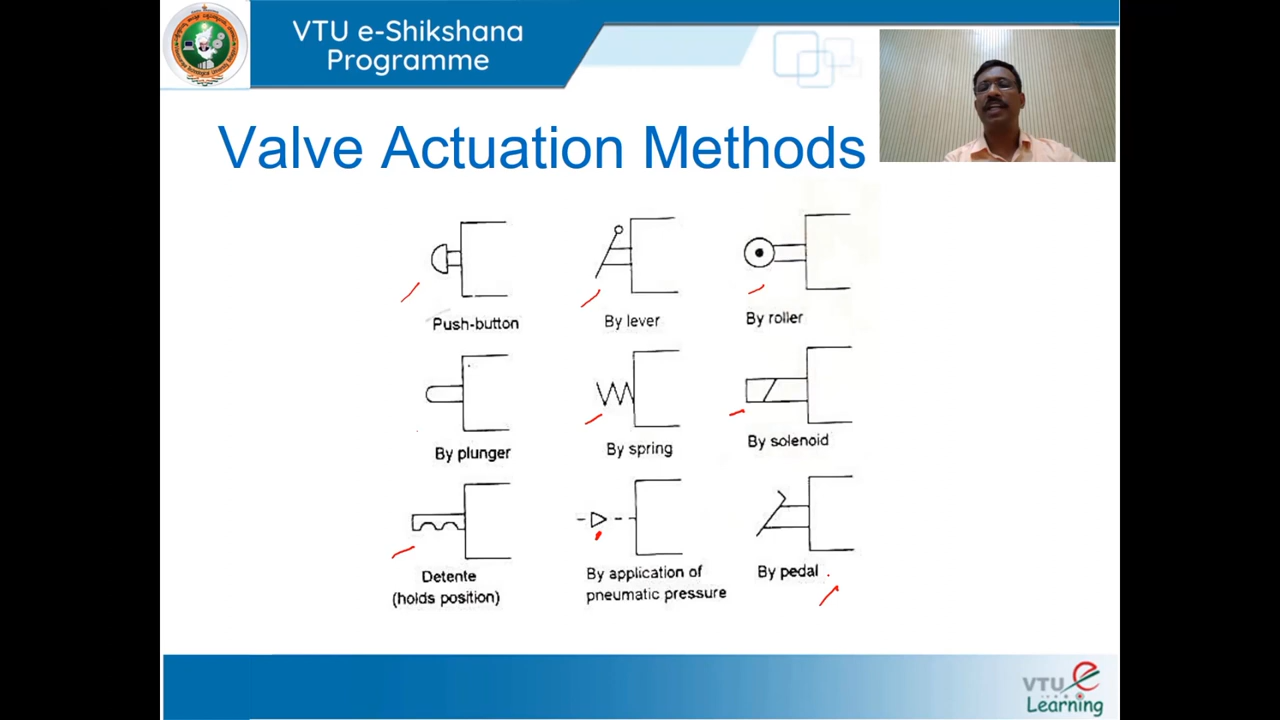 VTU e-Shikshana
Programme
Valve Actuation Methods
Push-button
By lever
By roller
By plunger
By spring
By solenoid
Detente
(holds position)
By application of
pneumatic pressure
By pedal
VTU e
Learning